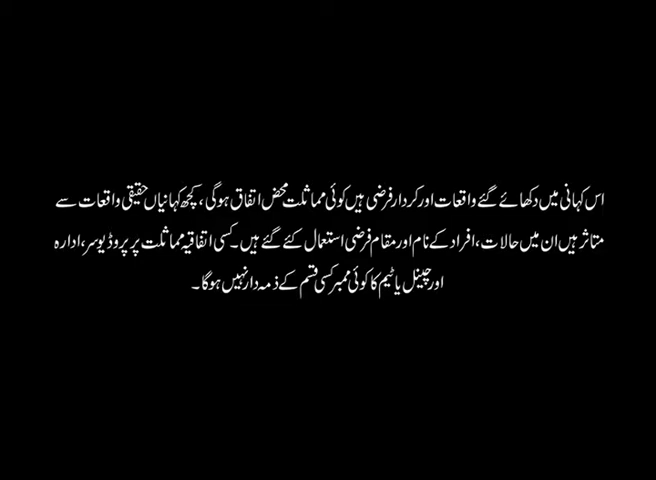 اس کہانی میں دکھائے گئے واقعات اور کردار فرضی ہیں کوئی مماثلت محض اتفاق ہوگی، کچھ کہانیاں حقیقی واقعات سے
متاثر ہیں ان میں حالات، افراد کے نام اور مقام فرضی استعمال کئے گئے ہیں۔ کسی اتفاقیہ مماثلت پر پروڈیوسر، ادارہ
اور چینل یا ٹیم کا کوئی ممبر کسی قسم کے ذمہ دار نہیں ہوگا۔